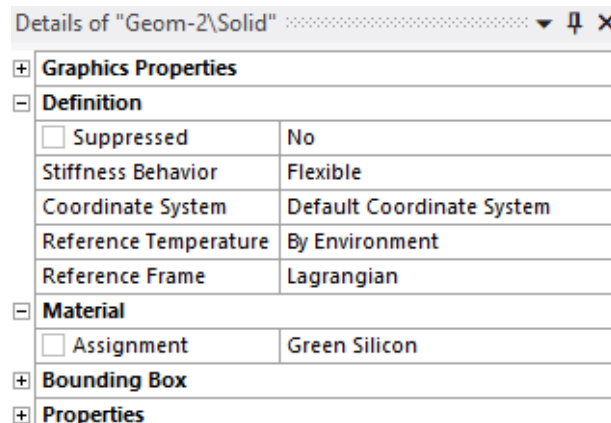 Details of "Geom-2\Solid"
Graphics Properties
Definition
Suppressed No
Stiffness Behavior Flexible
Coordinate System Default Coordinate System
Reference Temperature By Environment
Reference Frame Lagrangian
Material
Assignment Green Silicon
Bounding Box
Properties